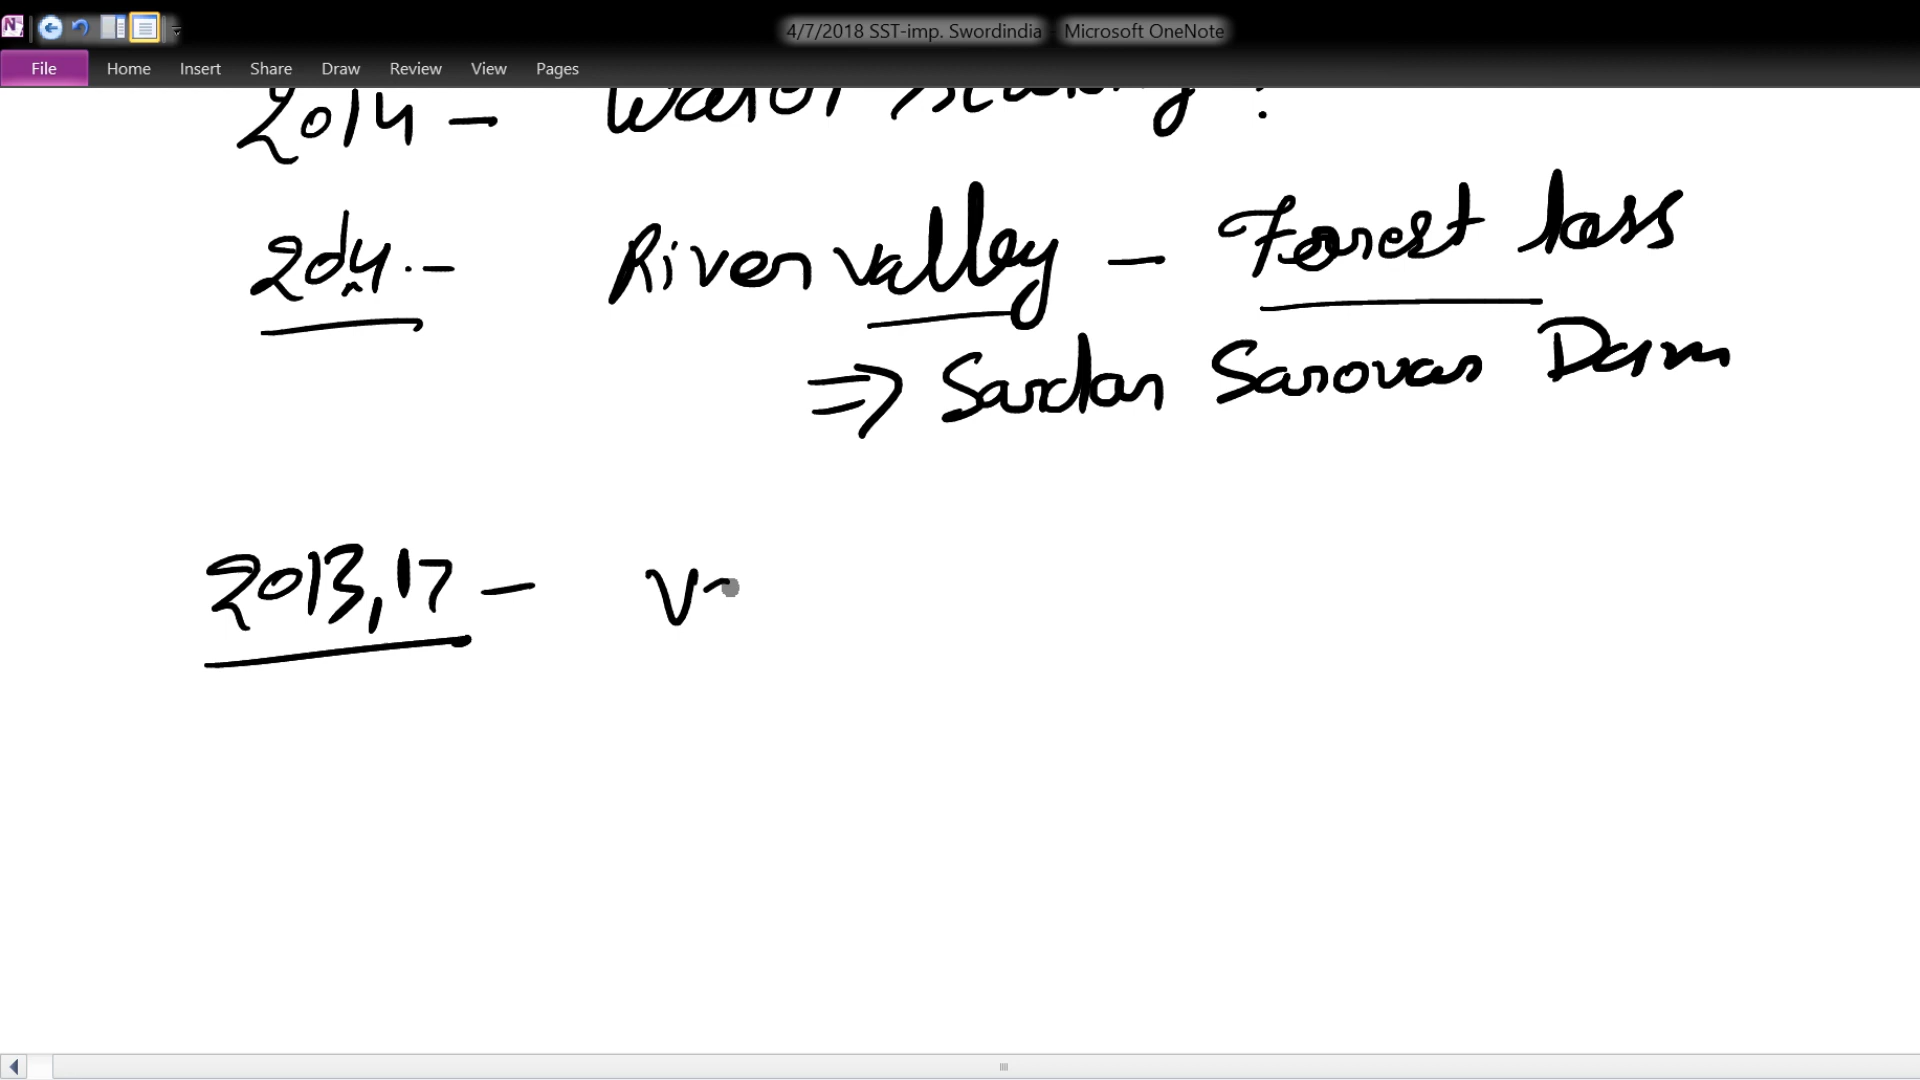 4/7/2018 SST-imp. Swordindia - Microsoft OneNote
File Home Insert Share Draw Review View Pages
2014 - Water
2014 - River valley - Forest loss
⇒ Sardar Sarovar Dam
2013,17 - V